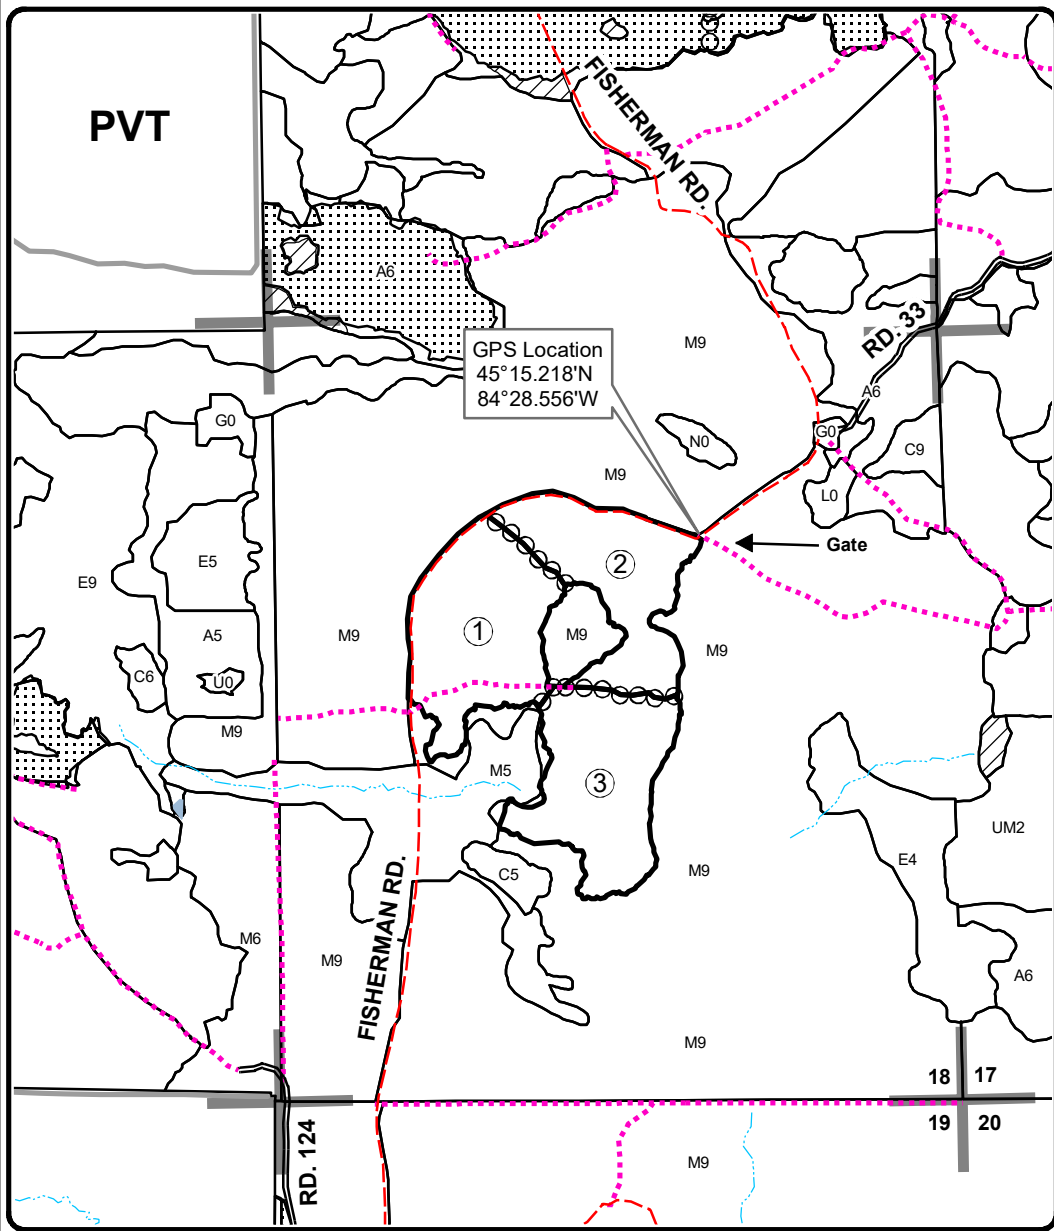 PVT
FISHERMAN RD.
A6
M9
RD. 33
GPS Location
45°15.218'N
84°28.556'W
A6
G0
G0
N0
C9
M9
L0
Gate
2
E5
E9
1
A5
M9
M9
M9
C6
U0
M9
M5
3
UM2
E4
C5
M9
FISHERMAN RD.
M6
M9
A6
M9
18 17
19 20
RD. 124
M9